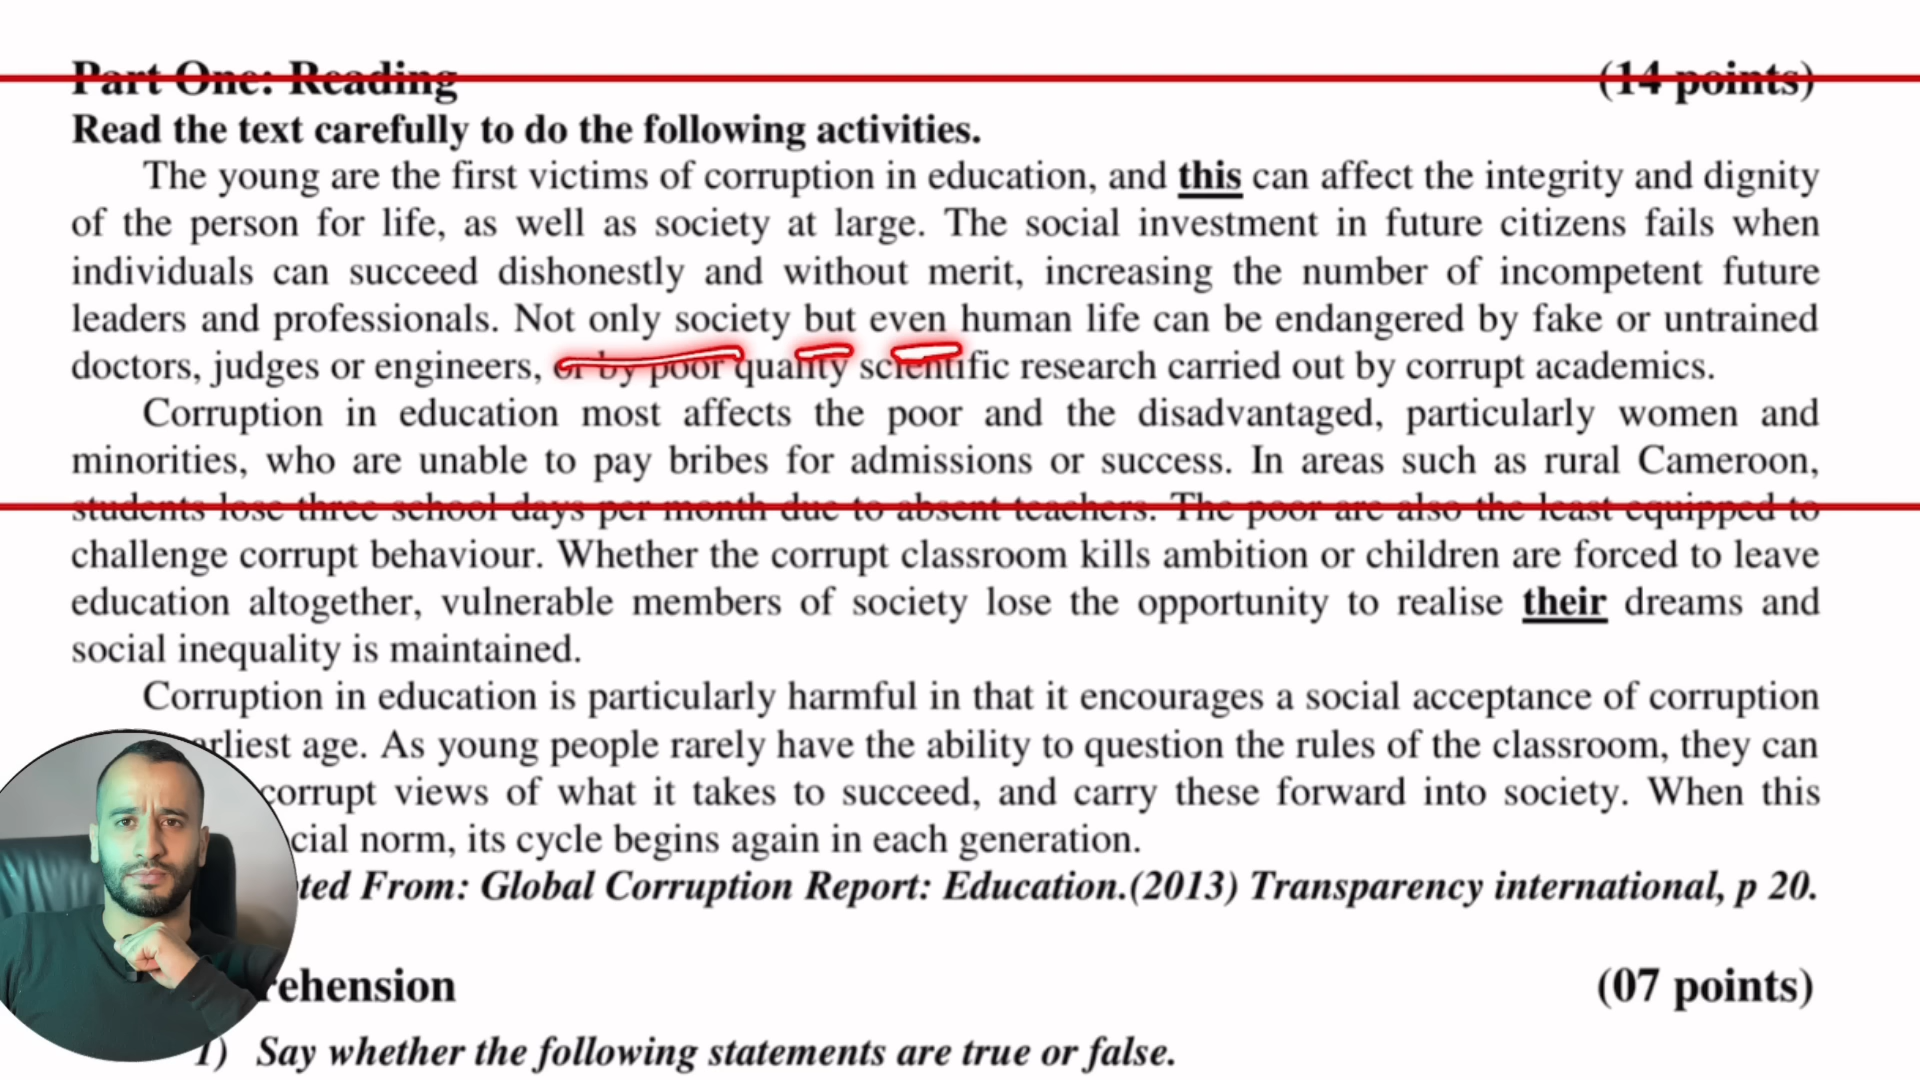 Part One: Reading (14 points)
Read the text carefully to do the following activities.
The young are the first victims of corruption in education, and this can affect the integrity and dignity
of the person for life, as well as society at large. The social investment in future citizens fails when
individuals can succeed dishonestly and without merit, increasing the number of incompetent future
leaders and professionals. Not only society but even human life can be endangered by fake or untrained
doctors, judges or engineers, or by poor quality scientific research carried out by corrupt academics.
Corruption in education most affects the poor and the disadvantaged, particularly women and
minorities, who are unable to pay bribes for admissions or success. In areas such as rural Cameroon,
students lose three school days per month due to absent teachers. The poor are also the least equipped to
challenge corrupt behaviour. Whether the corrupt classroom kills ambition or children are forced to leave
education altogether, vulnerable members of society lose the opportunity to realise their dreams and
social inequality is maintained.
Corruption in education is particularly harmful in that it encourages a social acceptance of corruption
rliest age. As young people rarely have the ability to question the rules of the classroom, they can
corrupt views of what it takes to succeed, and carry these forward into society. When this
cial norm, its cycle begins again in each generation.
ted From: Global Corruption Report: Education.(2013) Transparency international, p 20.
rehension (07 points)
1) Say whether the following statements are true or false.